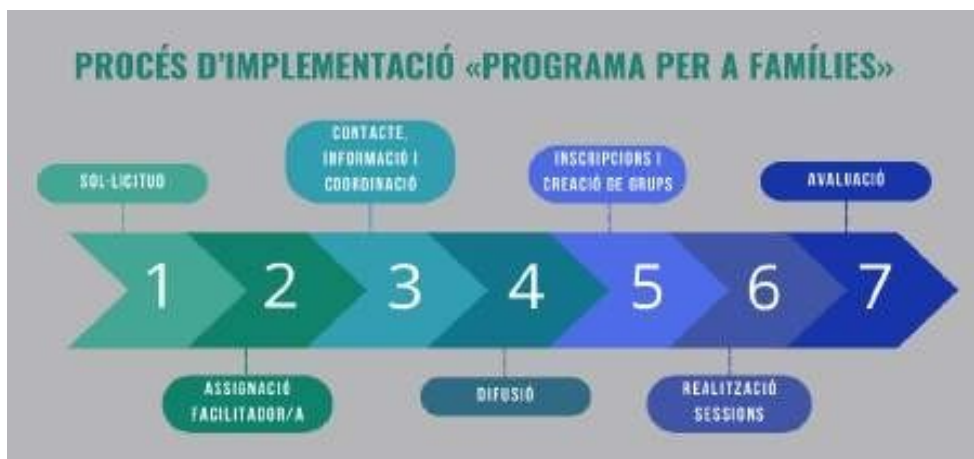 PROCÉS D'IMPLEMENTACIÓ «PROGRAMA PER A FAMÍLIES»
SOL·LICITUD
CONTACTE,
INFORMACIÓ I
COORDINACIÓ
INSCRIPCIONS I
CREACIÓ DE GRUPS
AVALUACIÓ
1 2 3 4 5 6 7
ASSIGNACIÓ
FACILITADOR/A
DIFUSIÓ
REALITZACIÓ
SESSIONS